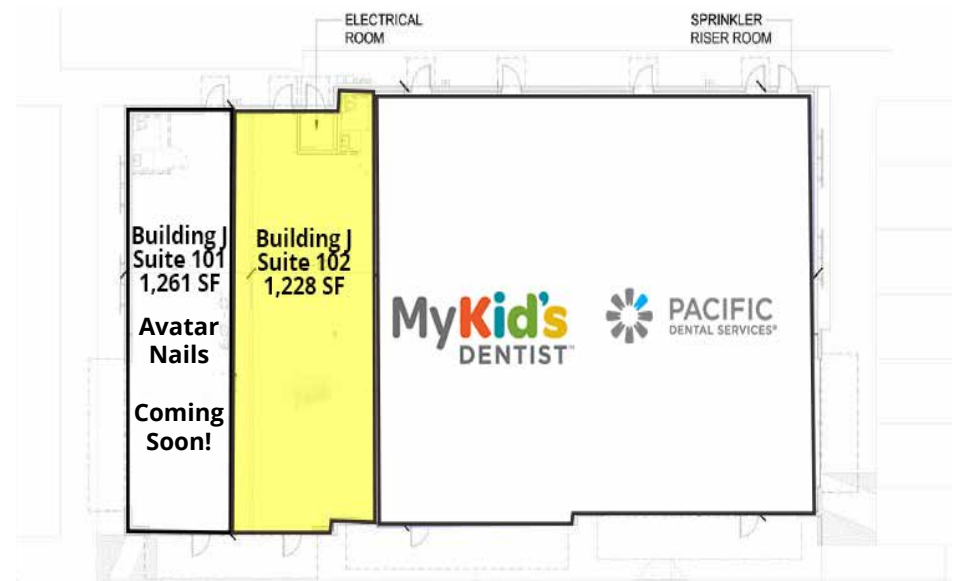 ELECTRICAL
ROOM
SPRINKLER
RISER ROOM
Building J
Suite 101
1,261 SF
Avatar
Nails
Coming
Soon!
Building J
Suite 102
1,228 SF
MyKid's
DENTIST™
PACIFIC
DENTAL SERVICES®